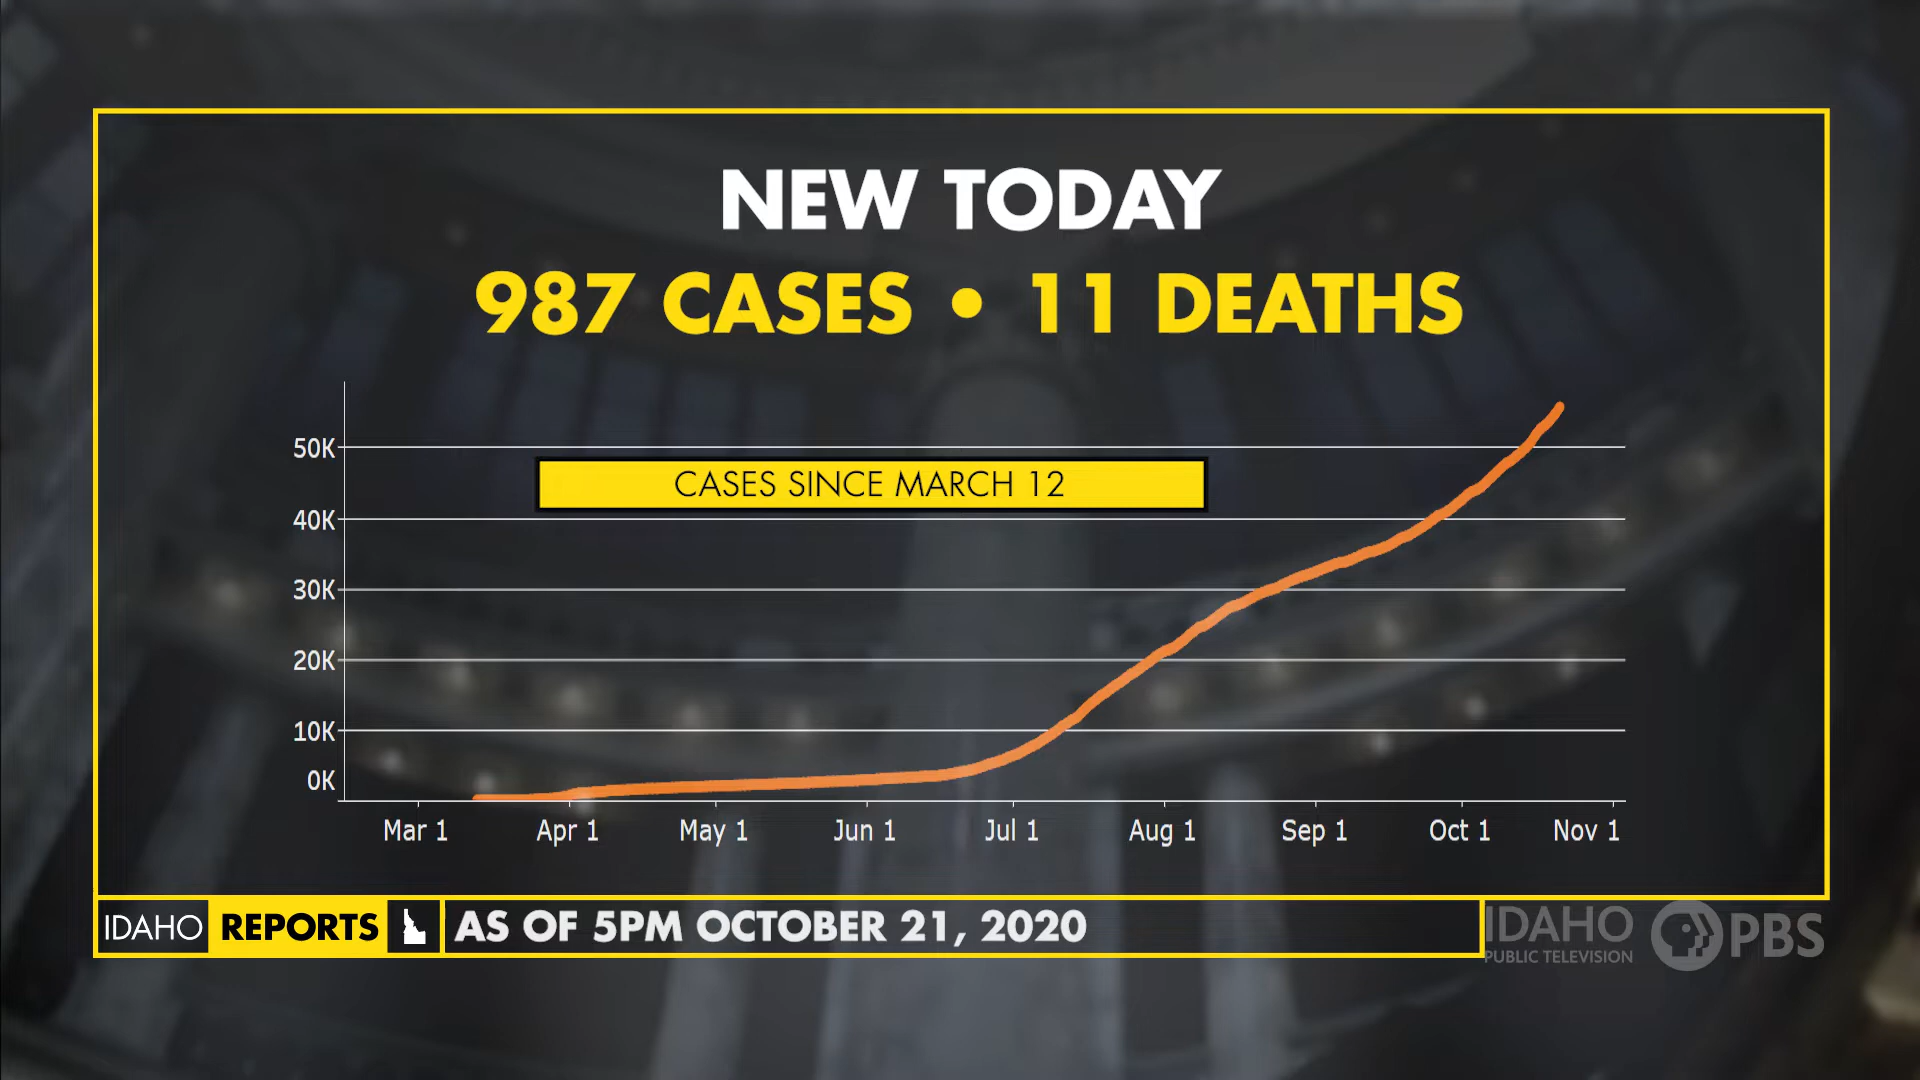 NEW TODAY
987 CASES • 11 DEATHS
CASES SINCE MARCH 12
50K
40K
30K
20K
10K
0K
Mar 1 Apr 1 May 1 Jun 1 Jul 1 Aug 1 Sep 1 Oct 1 Nov 1
IDAHO REPORTS AS OF 5PM OCTOBER 21, 2020
IDAHO PBS
PUBLIC TELEVISION